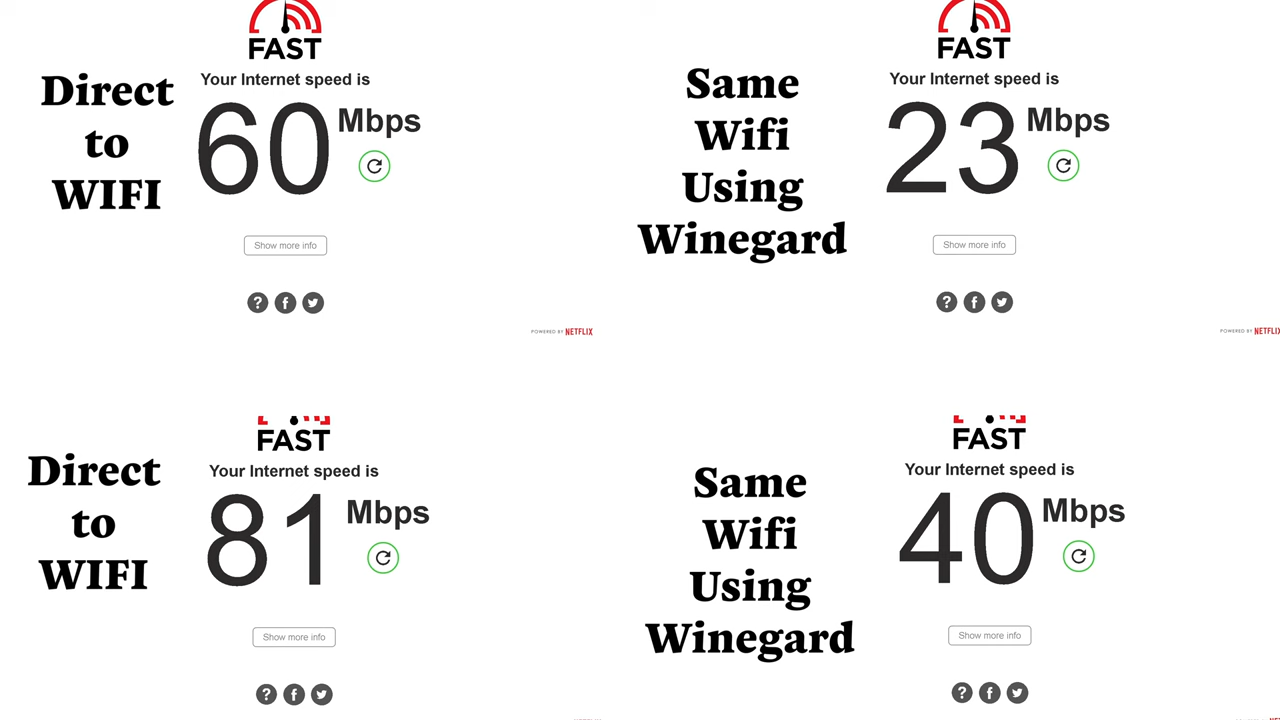 FAST
Your Internet speed is
Direct
to
WIFI
60 Mbps
Show more info
?
POWERED BY NETFLIX
FAST
Your Internet speed is
Same
Wifi
Using
Winegard
23 Mbps
Show more info
?
POWERED BY NETFLIX
FAST
Your Internet speed is
Direct
to
WIFI
81 Mbps
Show more info
?
FAST
Your Internet speed is
Same
Wifi
Using
Winegard
40 Mbps
Show more info
?